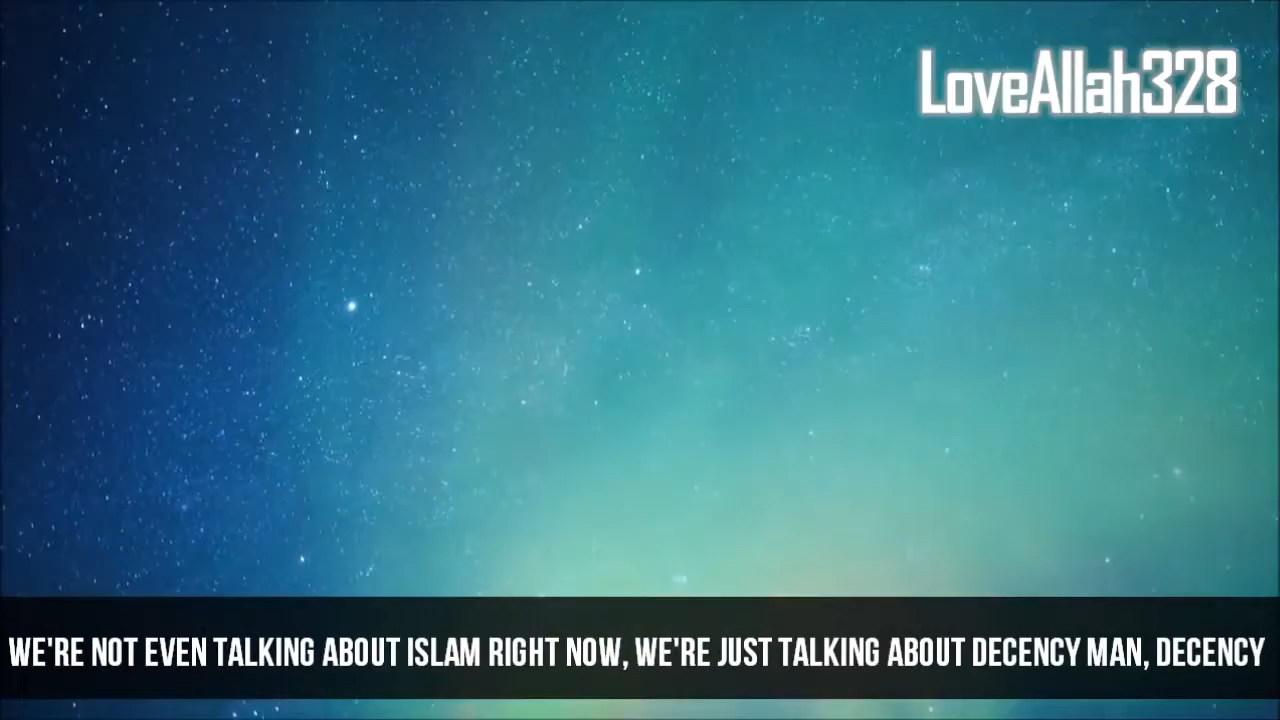 LoveAllah328
WE'RE NOT EVEN TALKING ABOUT ISLAM RIGHT NOW, WE'RE JUST TALKING ABOUT DECENCY MAN, DECENCY